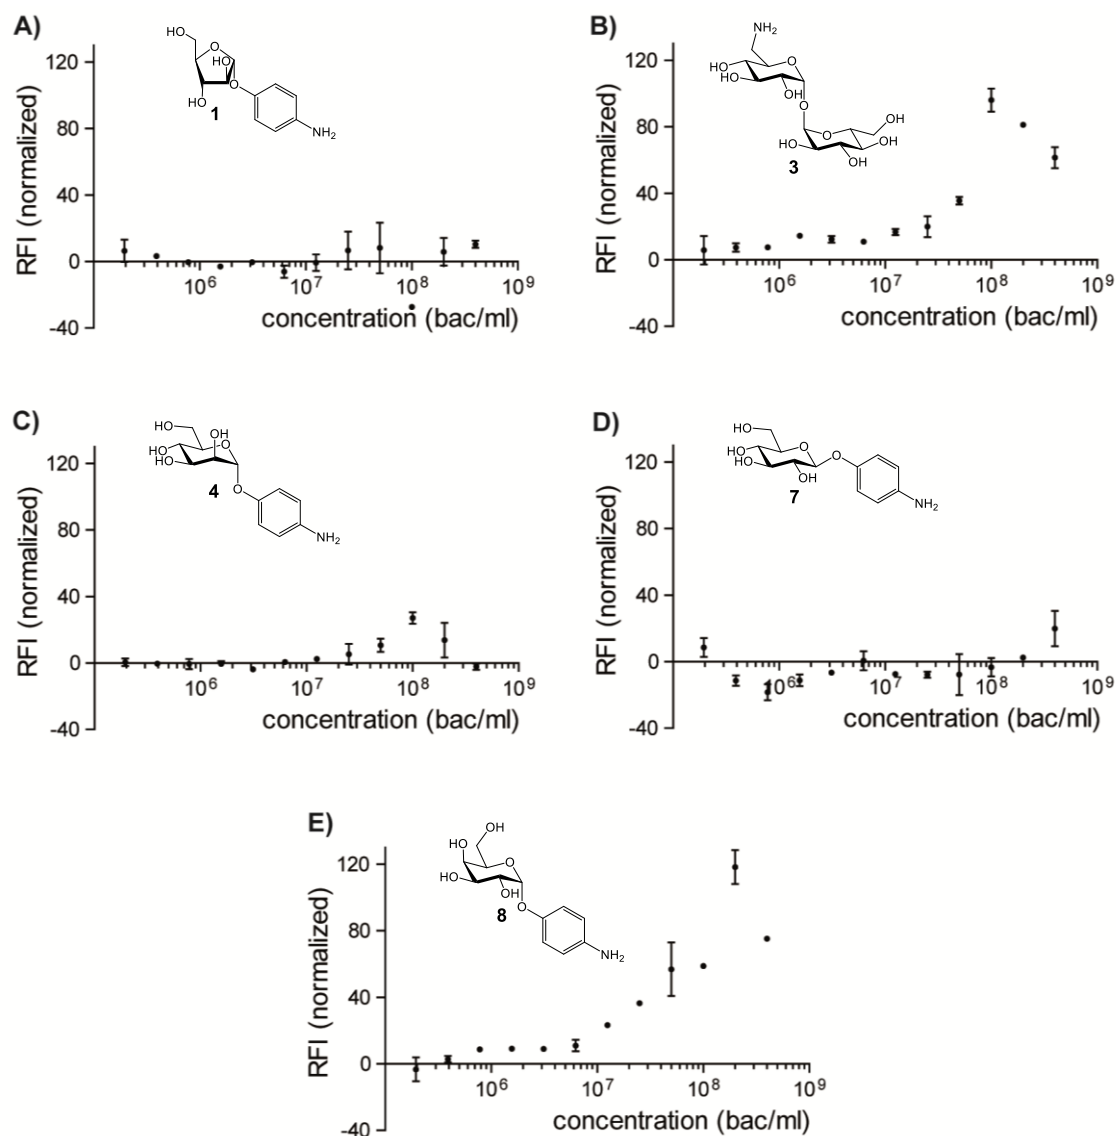 A)
HO
O
HO
O
HO
1
NH2
120
80
40
0
-40
RFI (normalized)
10^6 10^7 10^8 10^9
concentration (bac/ml)
B)
NH2
O
HO
HO
OH
O
O
OH
HO
OH
OH
3
120
80
40
0
-40
RFI (normalized)
10^6 10^7 10^8 10^9
concentration (bac/ml)
C)
HO
OH
HO
O
HO
4
O
NH2
120
80
40
0
-40
RFI (normalized)
10^6 10^7 10^8 10^9
concentration (bac/ml)
D)
HO
HO
O
O
HO
OH
7
NH2
120
80
40
0
-40
RFI (normalized)
10^6 10^7 10^8 10^9
concentration (bac/ml)
E)
OH
HO
O
HO
OH
O
8
NH2
120
80
40
0
-40
RFI (normalized)
10^6 10^7 10^8 10^9
concentration (bac/ml)